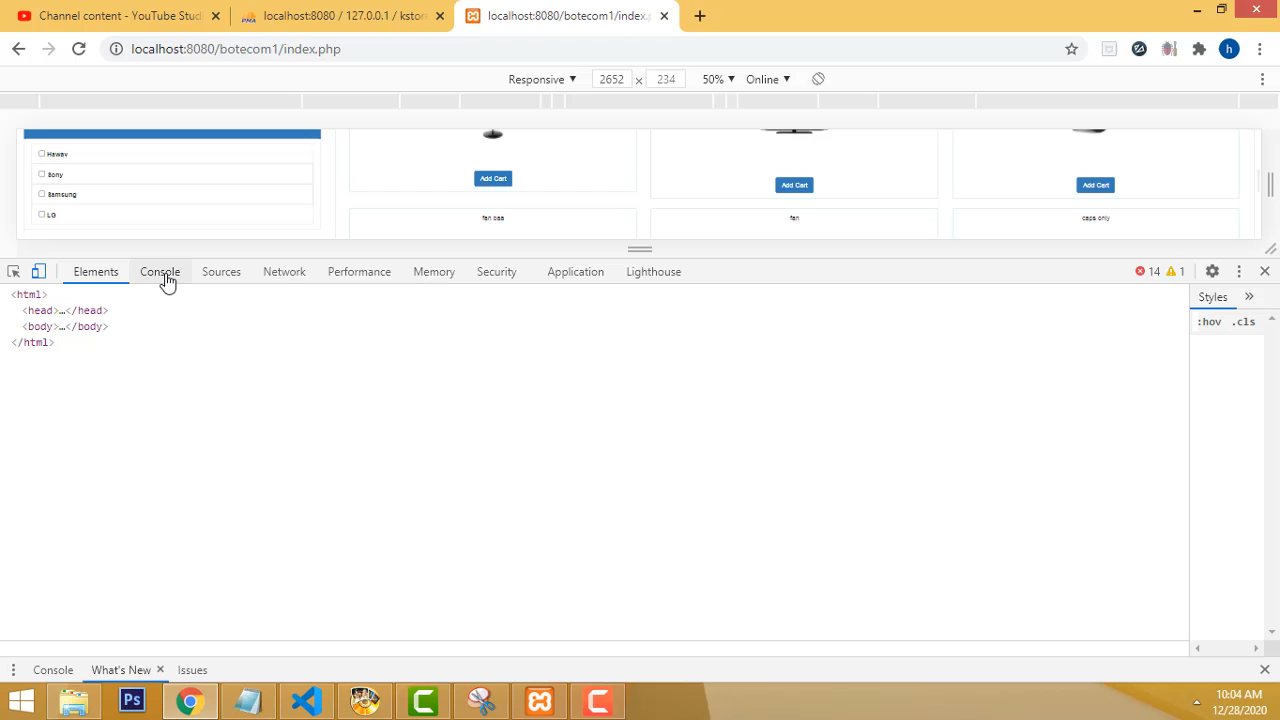 Channel content - YouTube Studi
localhost:8080 / 127.0.0.1 / kstore
localhost:8080/botecom1/index.p
localhost:8080/botecom1/index.php
h
Responsive 2652 × 234 50% Online
Hawav
Sony
Samsung
LG
Add Cart
Add Cart
Add Cart
fan
caps only
Elements Console Sources Network Performance Memory Security Application Lighthouse 14 1
<html>
<head>…</head>
<body>…</body>
</html>
Styles »
:hov .cls
Console What's New Issues
Ps
10:04 AM
12/28/2020